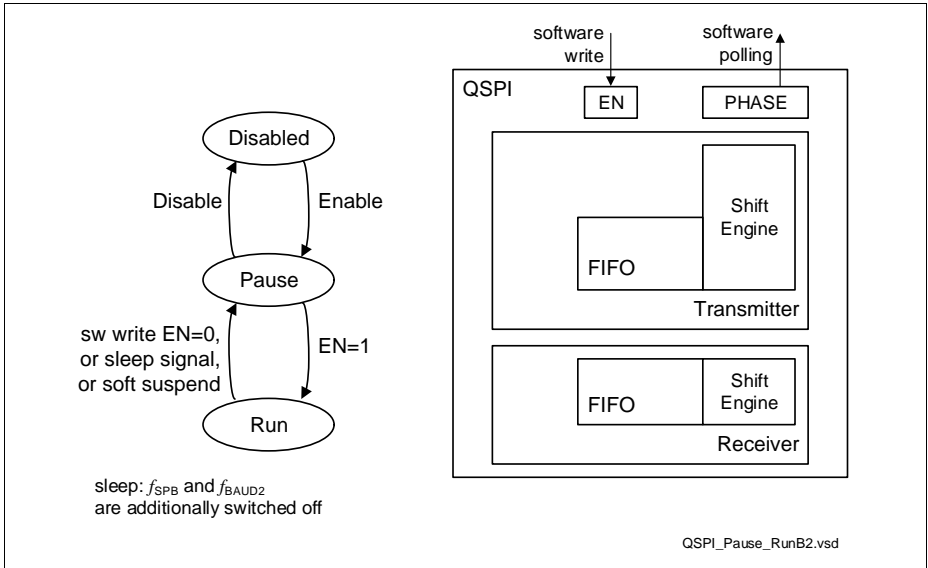 Disabled
Disable
Enable
Pause
sw write EN=0,
or sleep signal,
or soft suspend
EN=1
Run
sleep: fSPB and fBAUD2
are additionally switched off
software
write
software
polling
QSPI
EN
PHASE
Shift
Engine
FIFO
Transmitter
Shift
Engine
FIFO
Receiver
QSPI_Pause_RunB2.vsd